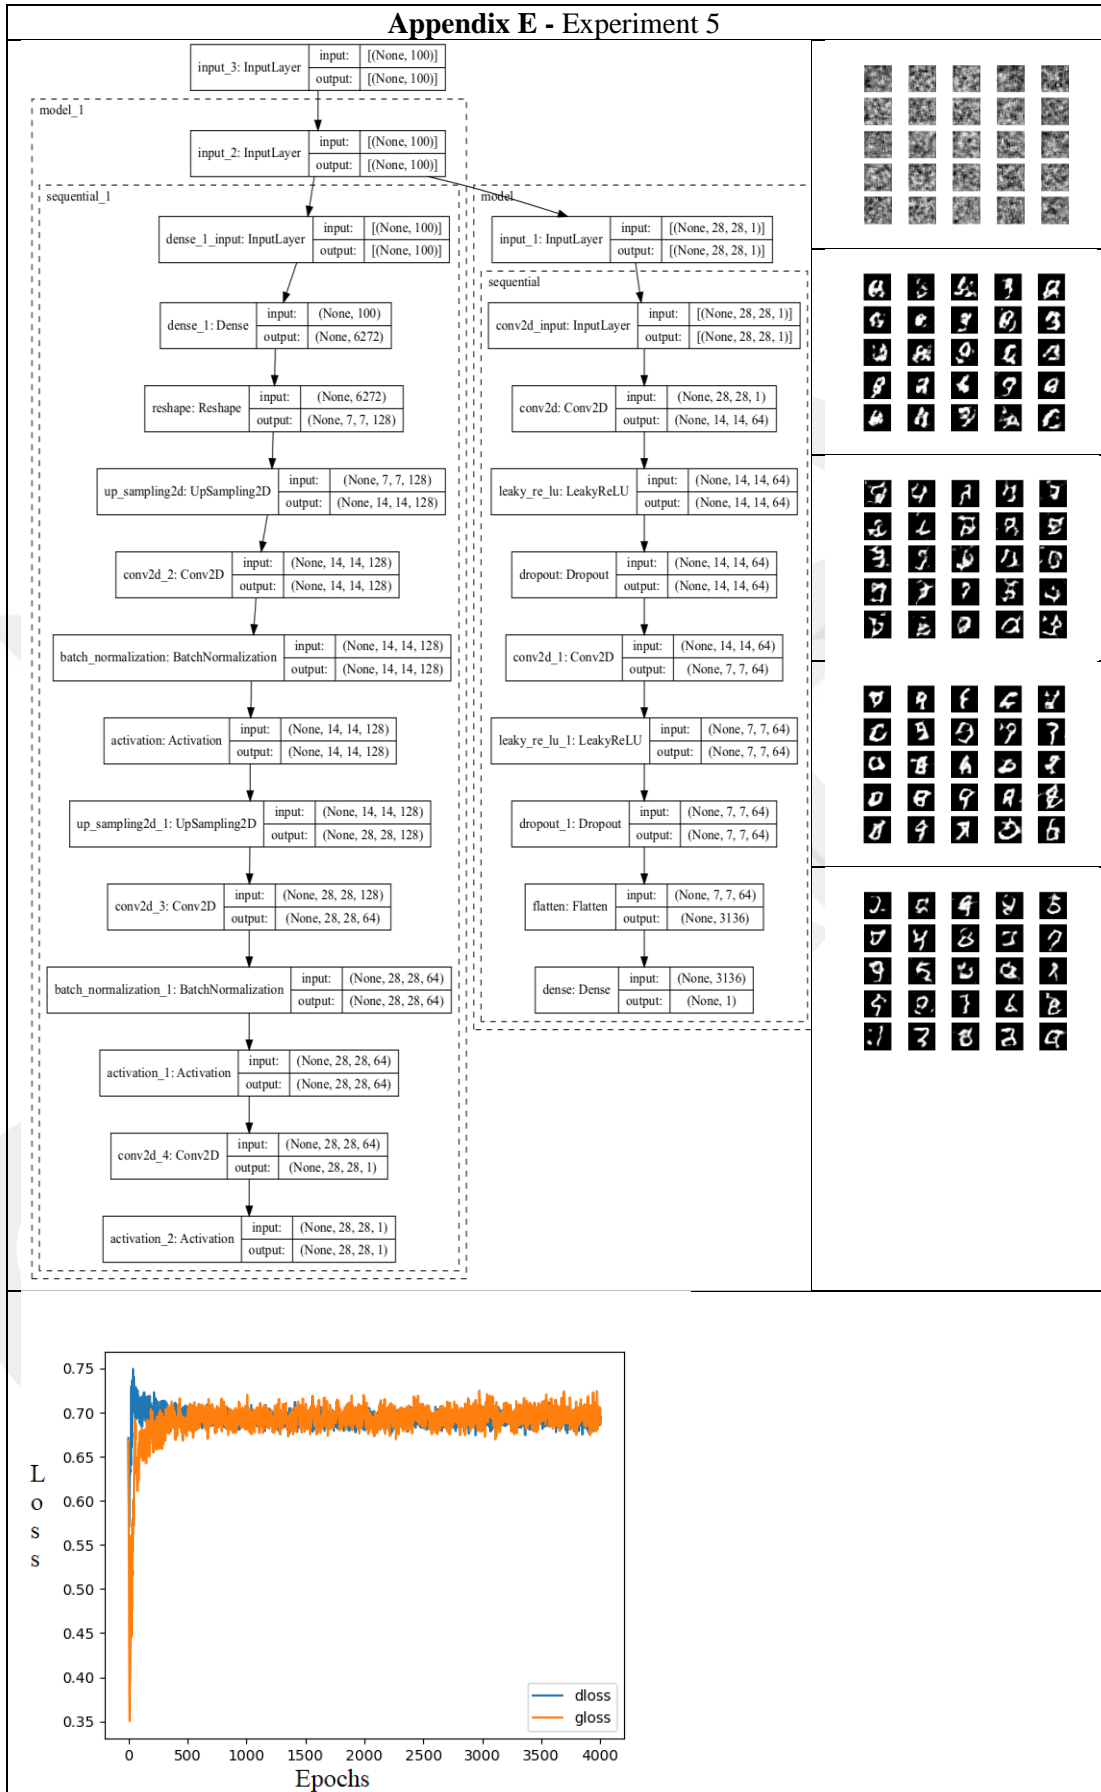 Appendix E - Experiment 5
input_3: InputLayer input: [(None, 100)]
output: [(None, 100)]
model_1
input_2: InputLayer input: [(None, 100)]
output: [(None, 100)]
sequential_1
dense_1_input: InputLayer input: [(None, 100)]
output: [(None, 100)]
dense_1: Dense input: (None, 100)
output: (None, 6272)
reshape: Reshape input: (None, 6272)
output: (None, 7, 7, 128)
up_sampling2d: UpSampling2D input: (None, 7, 7, 128)
output: (None, 14, 14, 128)
conv2d_2: Conv2D input: (None, 14, 14, 128)
output: (None, 14, 14, 128)
batch_normalization: BatchNormalization input: (None, 14, 14, 128)
output: (None, 14, 14, 128)
activation: Activation input: (None, 14, 14, 128)
output: (None, 14, 14, 128)
up_sampling2d_1: UpSampling2D input: (None, 14, 14, 128)
output: (None, 28, 28, 128)
conv2d_3: Conv2D input: (None, 28, 28, 128)
output: (None, 28, 28, 64)
batch_normalization_1: BatchNormalization input: (None, 28, 28, 64)
output: (None, 28, 28, 64)
activation_1: Activation input: (None, 28, 28, 64)
output: (None, 28, 28, 64)
conv2d_4: Conv2D input: (None, 28, 28, 64)
output: (None, 28, 28, 1)
activation_2: Activation input: (None, 28, 28, 1)
output: (None, 28, 28, 1)
model
input_1: InputLayer input: [(None, 28, 28, 1)]
output: [(None, 28, 28, 1)]
sequential
conv2d_input: InputLayer input: [(None, 28, 28, 1)]
output: [(None, 28, 28, 1)]
conv2d: Conv2D input: (None, 28, 28, 1)
output: (None, 14, 14, 64)
leaky_re_lu: LeakyReLU input: (None, 14, 14, 64)
output: (None, 14, 14, 64)
dropout: Dropout input: (None, 14, 14, 64)
output: (None, 14, 14, 64)
conv2d_1: Conv2D input: (None, 14, 14, 64)
output: (None, 7, 7, 64)
leaky_re_lu_1: LeakyReLU input: (None, 7, 7, 64)
output: (None, 7, 7, 64)
dropout_1: Dropout input: (None, 7, 7, 64)
output: (None, 7, 7, 64)
flatten: Flatten input: (None, 7, 7, 64)
output: (None, 3136)
dense: Dense input: (None, 3136)
output: (None, 1)
Loss
0.75
0.70
0.65
0.60
0.55
0.50
0.45
0.40
0.35
dloss
gloss
0 500 1000 1500 2000 2500 3000 3500 4000
Epochs